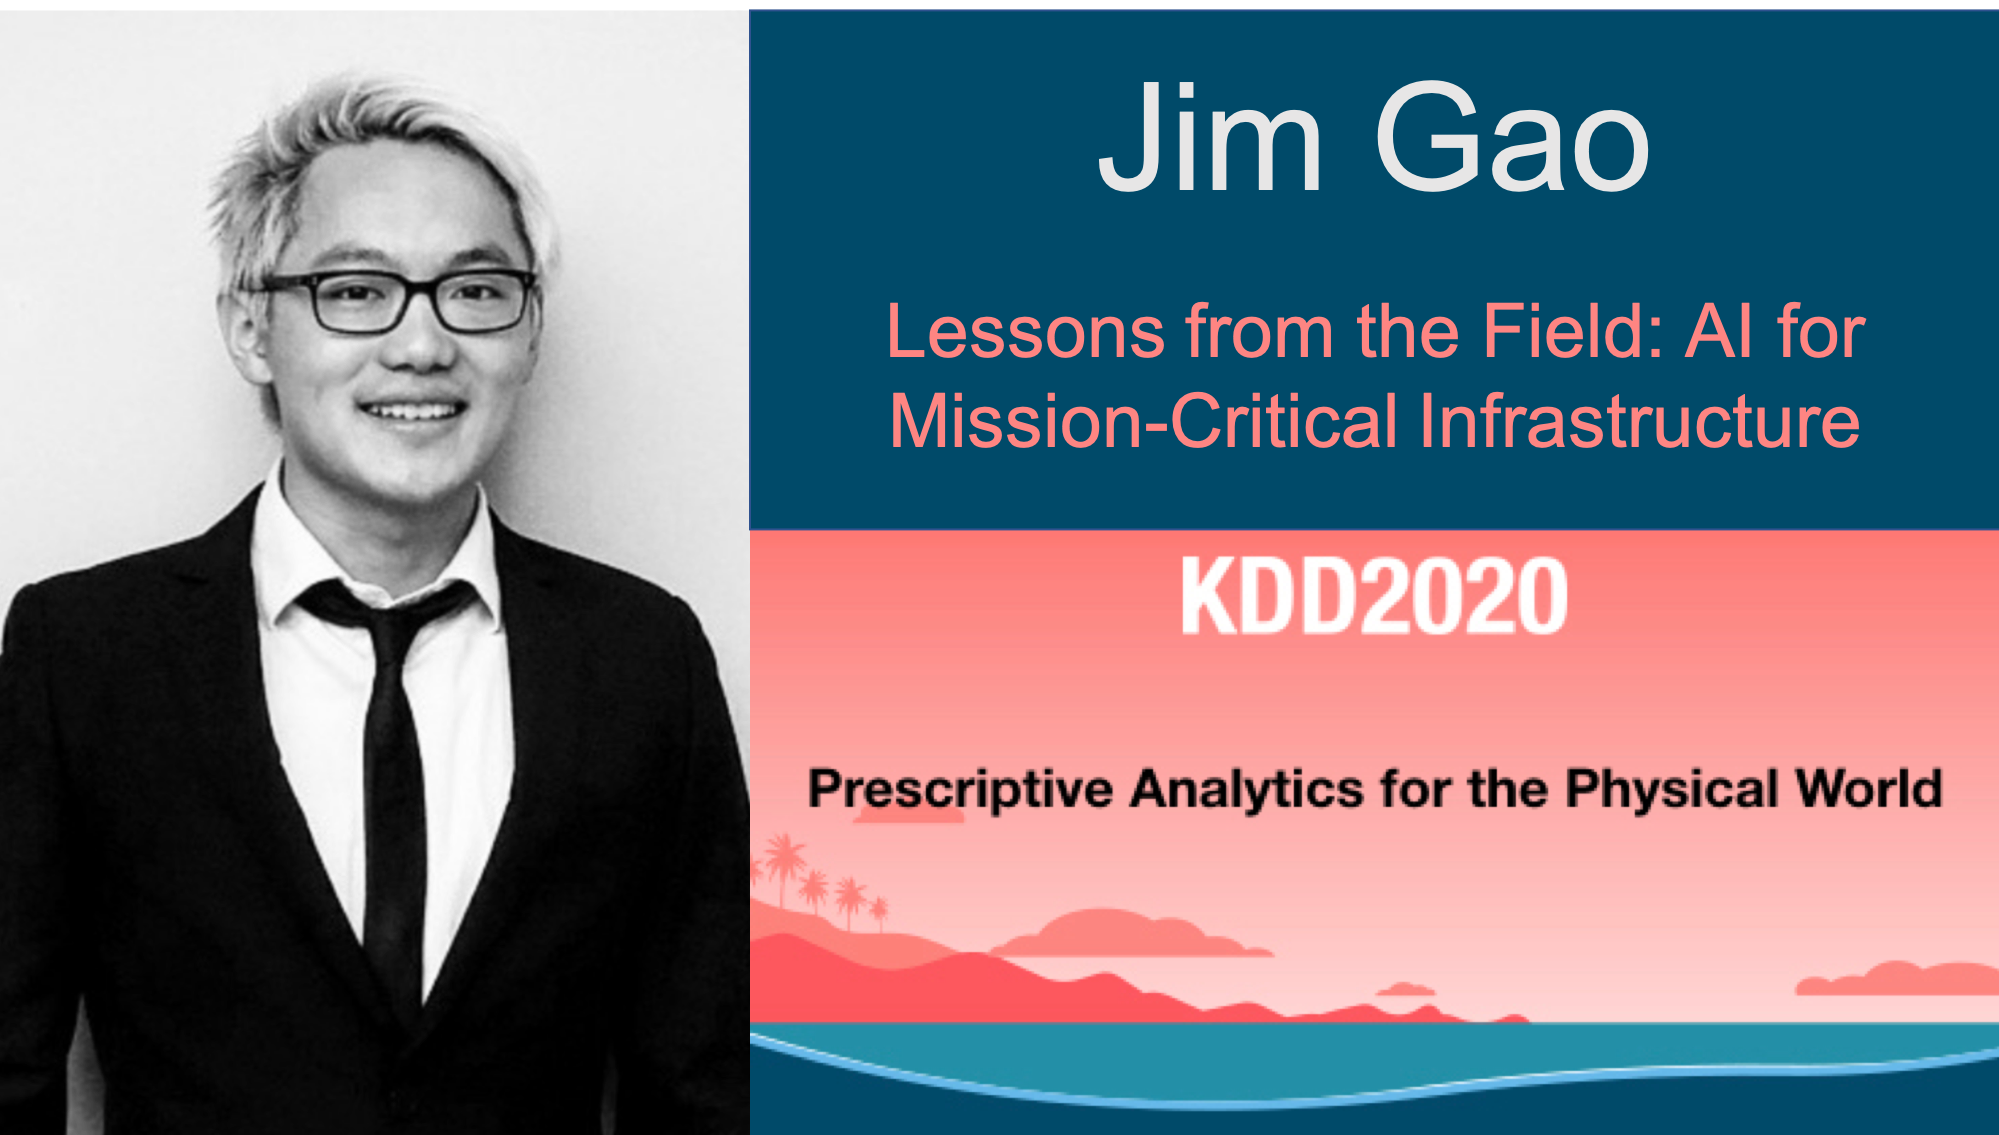 Jim Gao
Lessons from the Field: AI for
Mission-Critical Infrastructure
KDD2020
Prescriptive Analytics for the Physical World